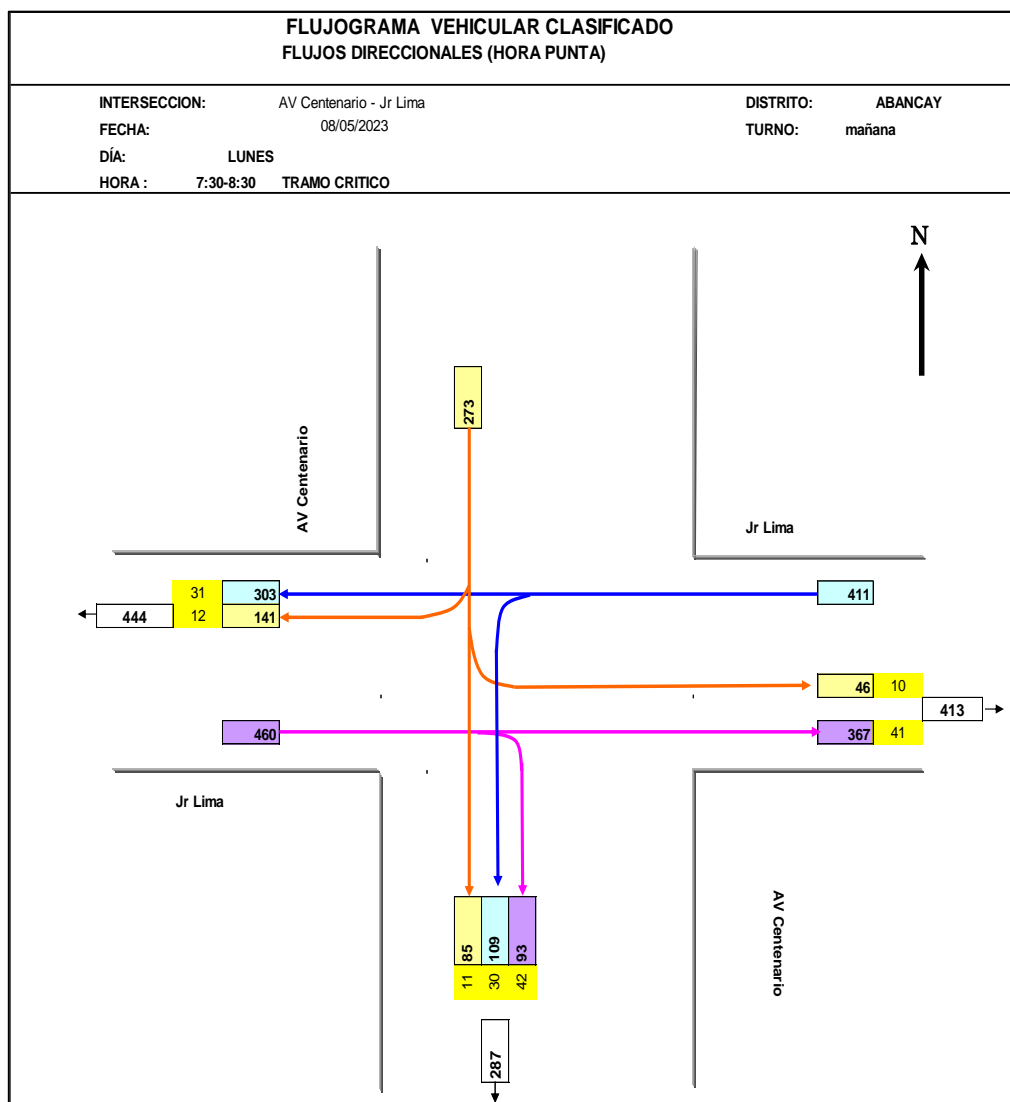 FLUJOGRAMA VEHICULAR CLASIFICADO
FLUJOS DIRECCIONALES (HORA PUNTA)
INTERSECCION: AV Centenario - Jr Lima DISTRITO: ABANCAY
FECHA: 08/05/2023 TURNO: mañana
DÍA: LUNES
HORA : 7:30-8:30 TRAMO CRITICO
N
273
AV Centenario
Jr Lima
31 303 411
444 12 141
46 10
413
460 367 41
Jr Lima
AV Centenario
85 109 93
11 30 42
287